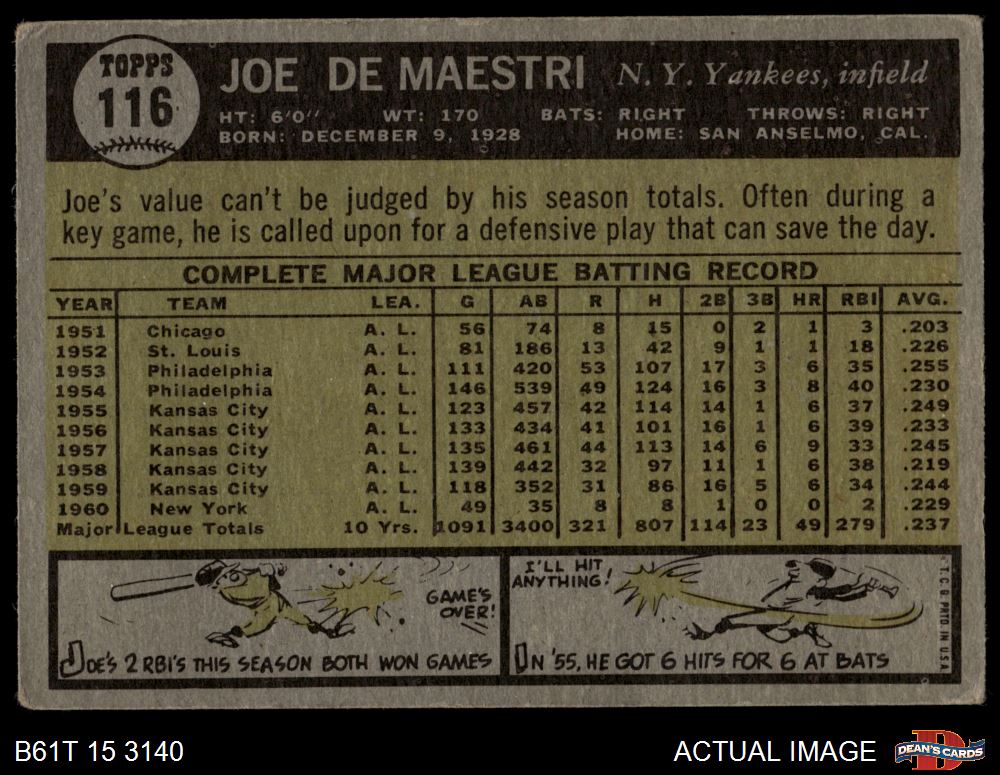 TOPPS
116
JOE DE MAESTRI N. Y. Yankees, infield
HT: 6'0" WT: 170 BATS: RIGHT THROWS: RIGHT
BORN: DECEMBER 9, 1928 HOME: SAN ANSELMO, CAL.
Joe's value can't be judged by his season totals. Often during a
key game, he is called upon for a defensive play that can save the day.
COMPLETE MAJOR LEAGUE BATTING RECORD
YEAR TEAM LEA. G AB R H 2B 3B HR RBI AVG.
1951 Chicago A. L. 56 74 8 15 0 2 1 3 .203
1952 St. Louis A. L. 81 186 13 42 9 1 1 18 .226
1953 Philadelphia A. L. 111 420 53 107 17 3 6 35 .255
1954 Philadelphia A. L. 146 539 49 124 16 3 8 40 .230
1955 Kansas City A. L. 123 457 42 114 14 1 6 37 .249
1956 Kansas City A. L. 133 434 41 101 16 1 6 39 .233
1957 Kansas City A. L. 135 461 44 113 14 6 9 33 .245
1958 Kansas City A. L. 139 442 32 97 11 1 6 38 .219
1959 Kansas City A. L. 118 352 31 86 16 5 6 34 .244
1960 New York A. L. 49 35 8 8 1 0 0 2 .229
Major League Totals 10 Yrs. 1091 3400 321 807 114 23 49 279 .237
GAME'S
OVER!
JOE'S 2 RBI'S THIS SEASON BOTH WON GAMES
I'LL HIT
ANYTHING!
IN '55, HE GOT 6 HITS FOR 6 AT BATS
T. C. G. PRTD. IN U.S.A.
B61T 15 3140
ACTUAL IMAGE
DEAN'S CARDS